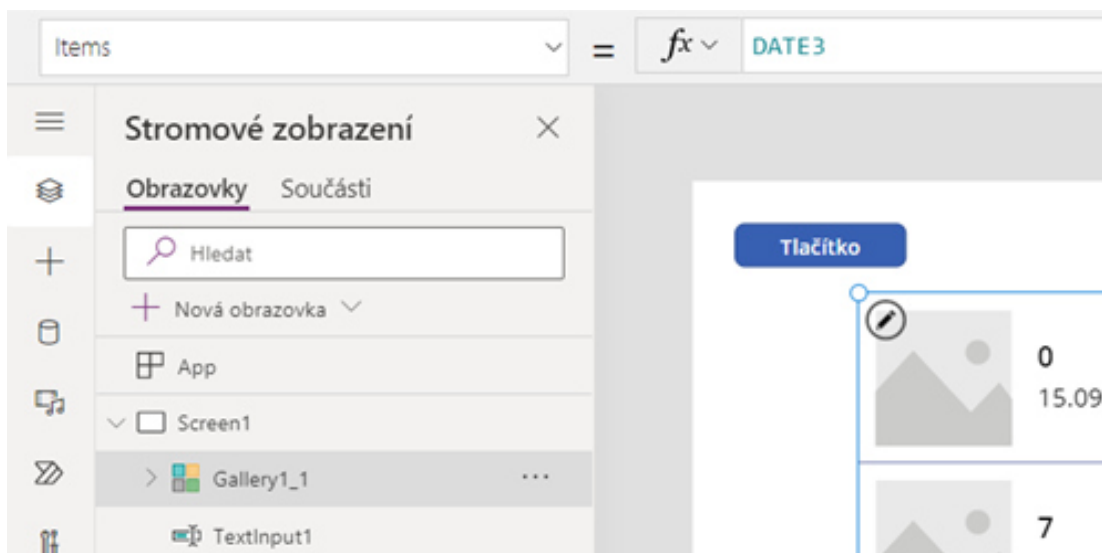 Items = fx DATE3
Stromové zobrazení
Obrazovky Součásti
Hledat
Nová obrazovka
App
Screen1
Gallery1_1 ...
TextInput1
Tlačítko
0
15.09
7